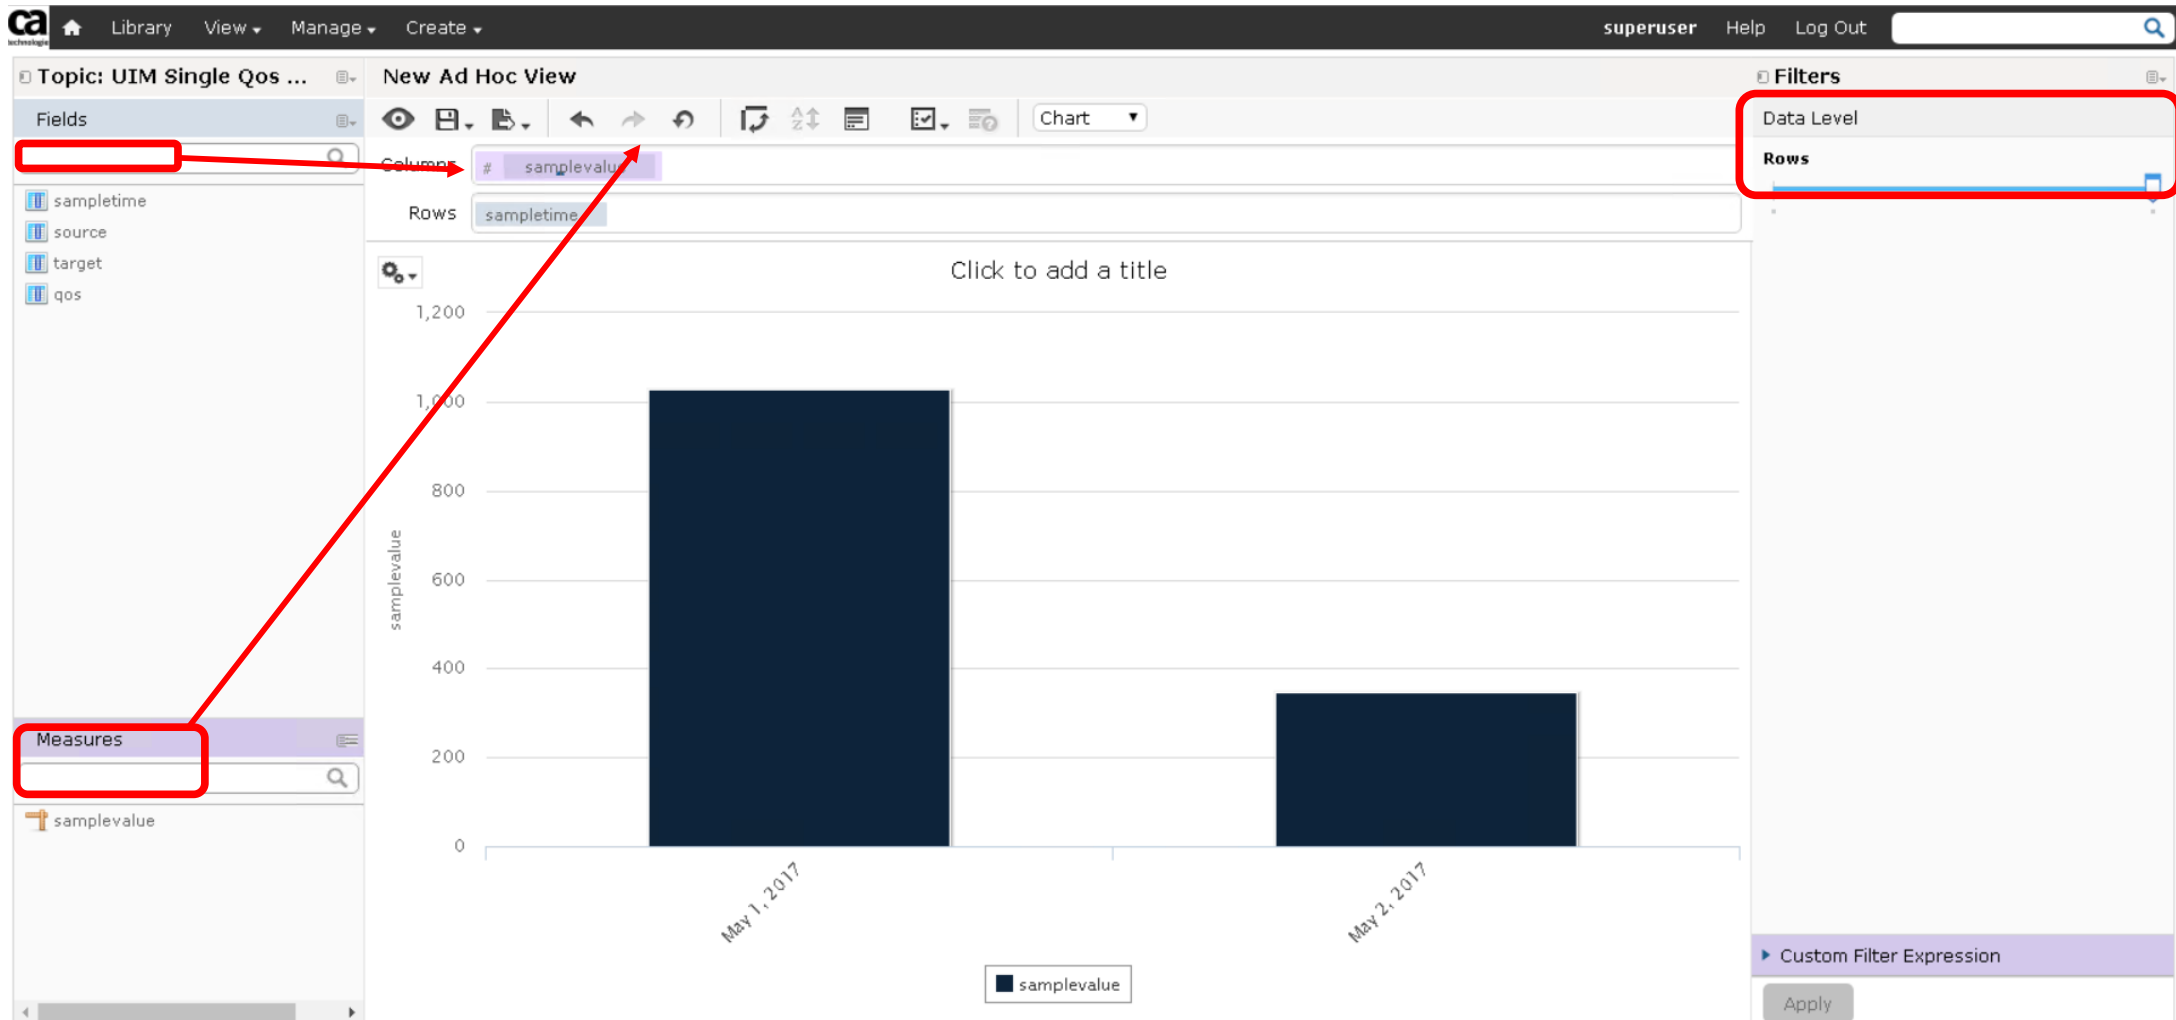 ca
technologies
Library View Manage Create
superuser Help Log Out
Topic: UIM Single Qos ...
New Ad Hoc View
Filters
Fields
Chart
Data Level
Columns
# samplevalue
Rows
Rows
sampletime
sampletime
source
target
qos
Click to add a title
1,200
1,000
800
600
400
200
0
samplevalue
May 1, 2017
May 2, 2017
samplevalue
Measures
samplevalue
Custom Filter Expression
Apply